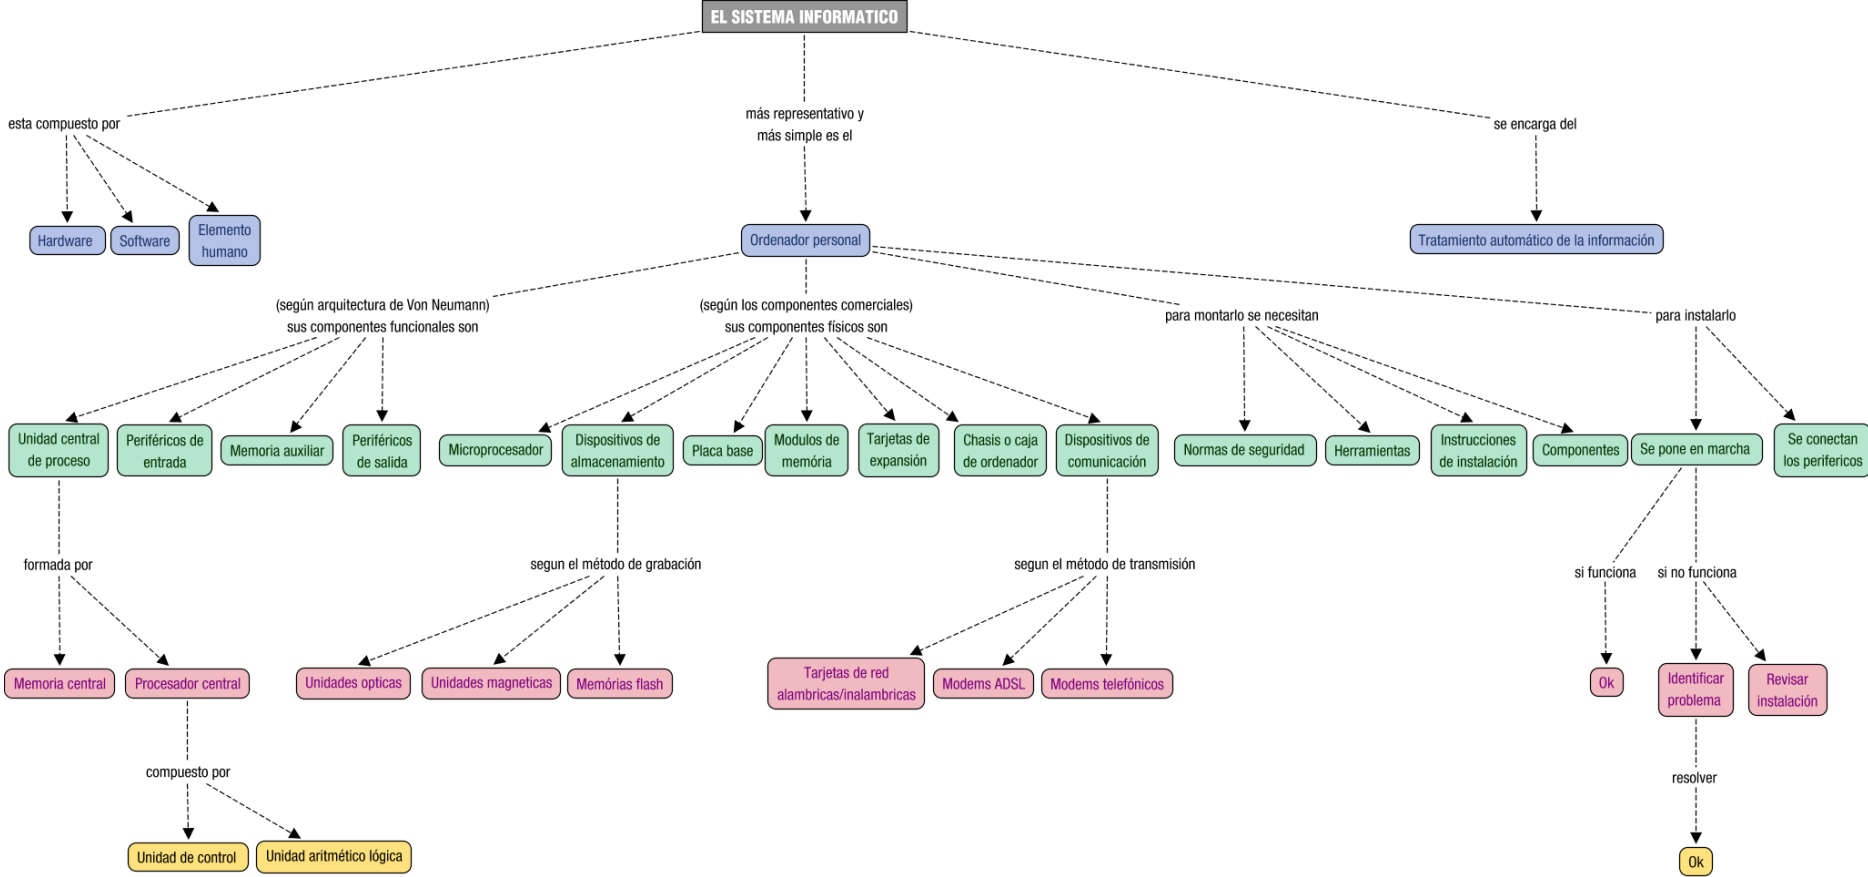 EL SISTEMA INFORMATICO
esta compuesto por
más representativo y
más simple es el
se encarga del
Hardware
Software
Elemento
humano
Ordenador personal
Tratamiento automático de la información
(según arquitectura de Von Neumann)
sus componentes funcionales son
(según los componentes comerciales)
sus componentes físicos son
para montarlo se necesitan
para instalarlo
Unidad central
de proceso
Periféricos de
entrada
Memoria auxiliar
Periféricos
de salida
Microprocesador
Dispositivos de
almacenamiento
Placa base
Modulos de
memória
Tarjetas de
expansión
Chasis o caja
de ordenador
Dispositivos de
comunicación
Normas de seguridad
Herramientas
Instrucciones
de instalación
Componentes
Se pone en marcha
Se conectan
los perifericos
formada por
segun el método de grabación
segun el método de transmisión
si funciona
si no funciona
Memoria central
Procesador central
Unidades opticas
Unidades magneticas
Memórias flash
Tarjetas de red
alambricas/inalambricas
Modems ADSL
Modems telefónicos
Ok
Identificar
problema
Revisar
instalación
compuesto por
resolver
Unidad de control
Unidad aritmético lógica
Ok